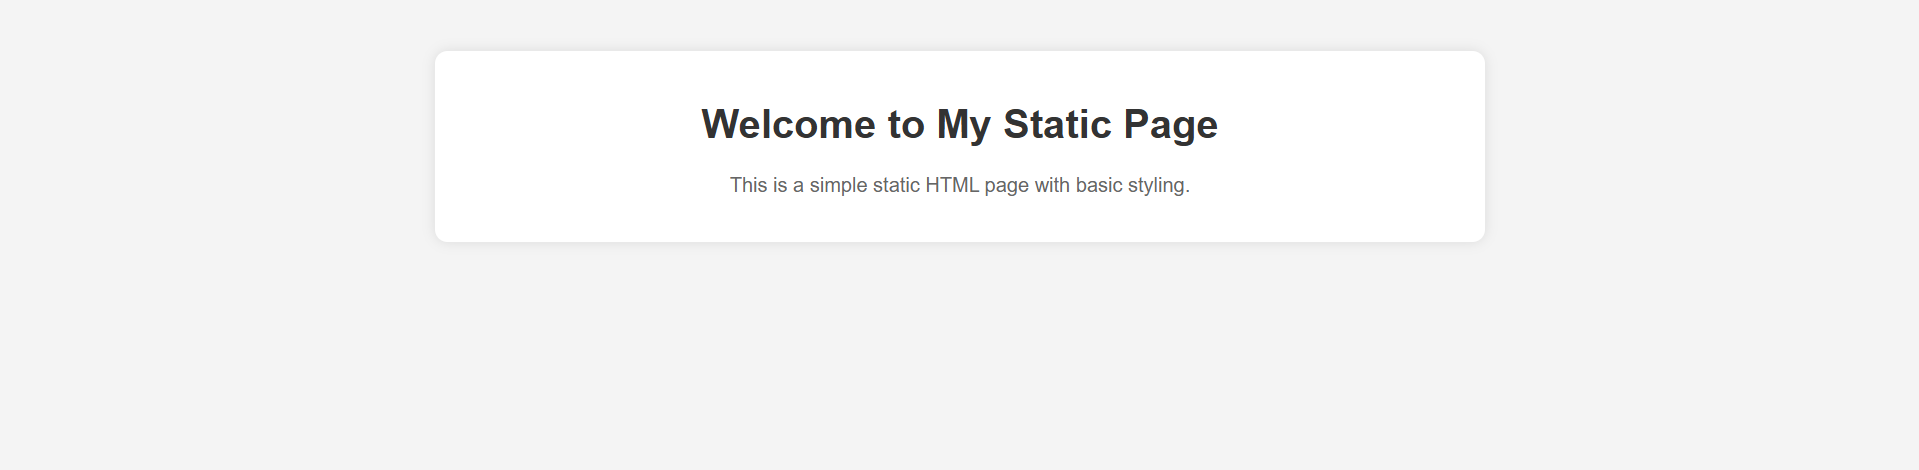 Welcome to My Static Page
This is a simple static HTML page with basic styling.